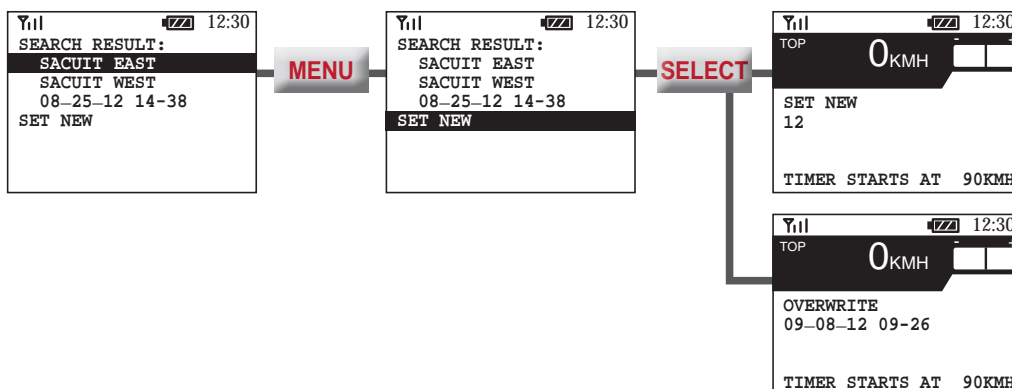 12:30
SEARCH RESULT:
SACUIT EAST
SACUIT WEST
08–25–12 14-38
SET NEW
MENU
12:30
SEARCH RESULT:
SACUIT EAST
SACUIT WEST
08–25–12 14-38
SET NEW
SELECT
12:30
TOP
0KMH
SET NEW
12
TIMER STARTS AT 90KMH
12:30
TOP
0KMH
OVERWRITE
09–08–12 09-26
TIMER STARTS AT 90KMH